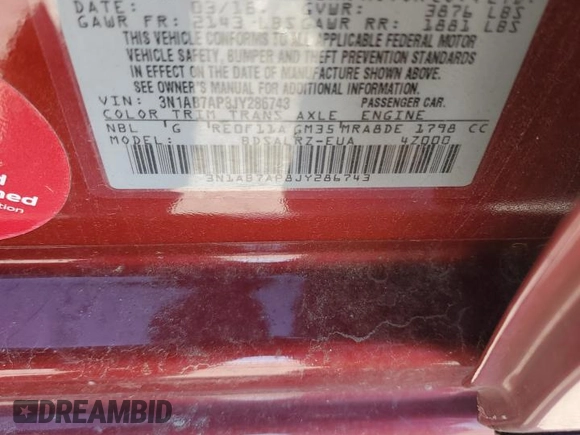 DATE: 03/16 GVWR: 3876 LBS
GAWR FR: 2143 LBS GAWR RR: 1881 LBS
THIS VEHICLE CONFORMS TO ALL APPLICABLE FEDERAL MOTOR
VEHICLE SAFETY, BUMPER AND THEFT PREVENTION STANDARDS
IN EFFECT ON THE DATE OF MANUFACTURE SHOWN ABOVE.
SEE OWNER'S MANUAL FOR ADDITIONAL INFORMATION.
VIN: 3N1AB7AP8JY286743 PASSENGER CAR.
COLOR TRIM TRANS AXLE ENGINE
NBL G RE0F11A GM35 MRA8DE 1798 CC
MODEL: BDSALRZ-EUA 47000
3N1AB7AP8JY286743
DREAMBID